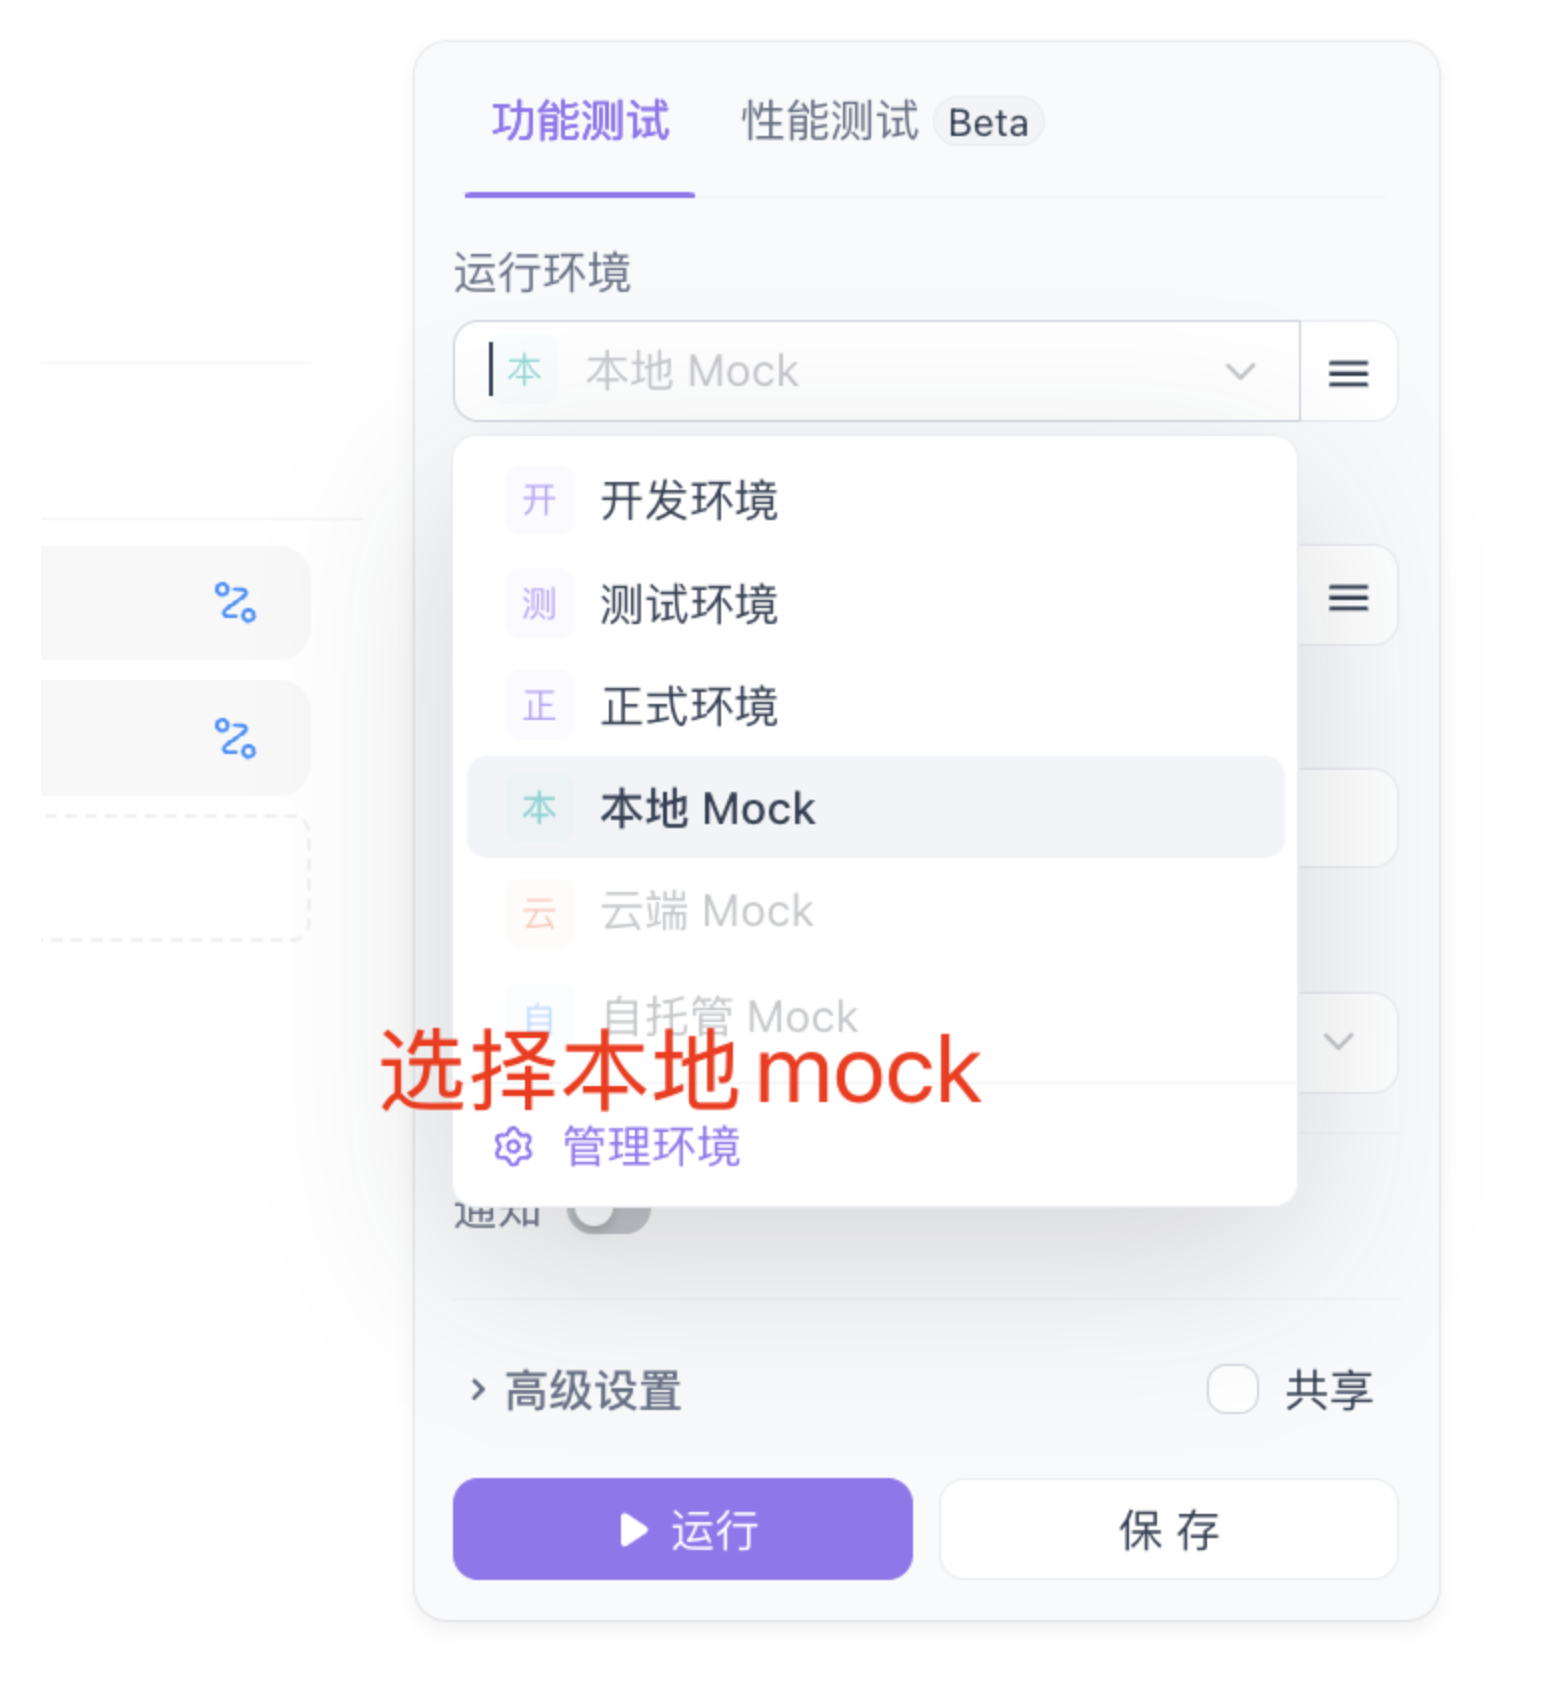 功能测试 性能测试 Beta
运行环境
本 本地 Mock
开 开发环境
测 测试环境
正 正式环境
本 本地 Mock
云 云端 Mock
自 自托管 Mock
选择本地mock
管理环境
通知
高级设置 共享
运行 保存